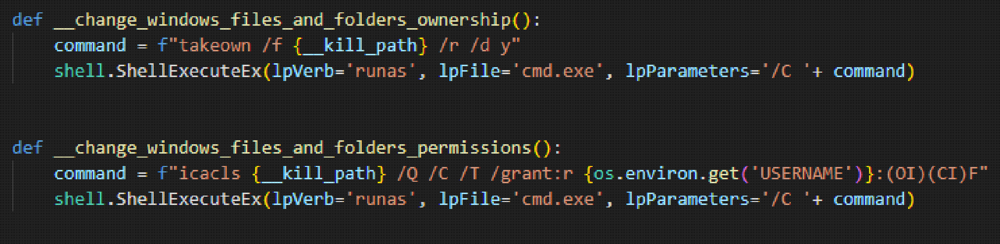 def __change_windows_files_and_folders_ownership():
    command = f"takeown /f {__kill_path} /r /d y"
    shell.ShellExecuteEx(lpVerb='runas', lpFile='cmd.exe', lpParameters='/C '+ command)
def __change_windows_files_and_folders_permissions():
    command = f"icacls {__kill_path} /Q /C /T /grant:r {os.environ.get('USERNAME')}:(OI)(CI)F"
    shell.ShellExecuteEx(lpVerb='runas', lpFile='cmd.exe', lpParameters='/C '+ command)